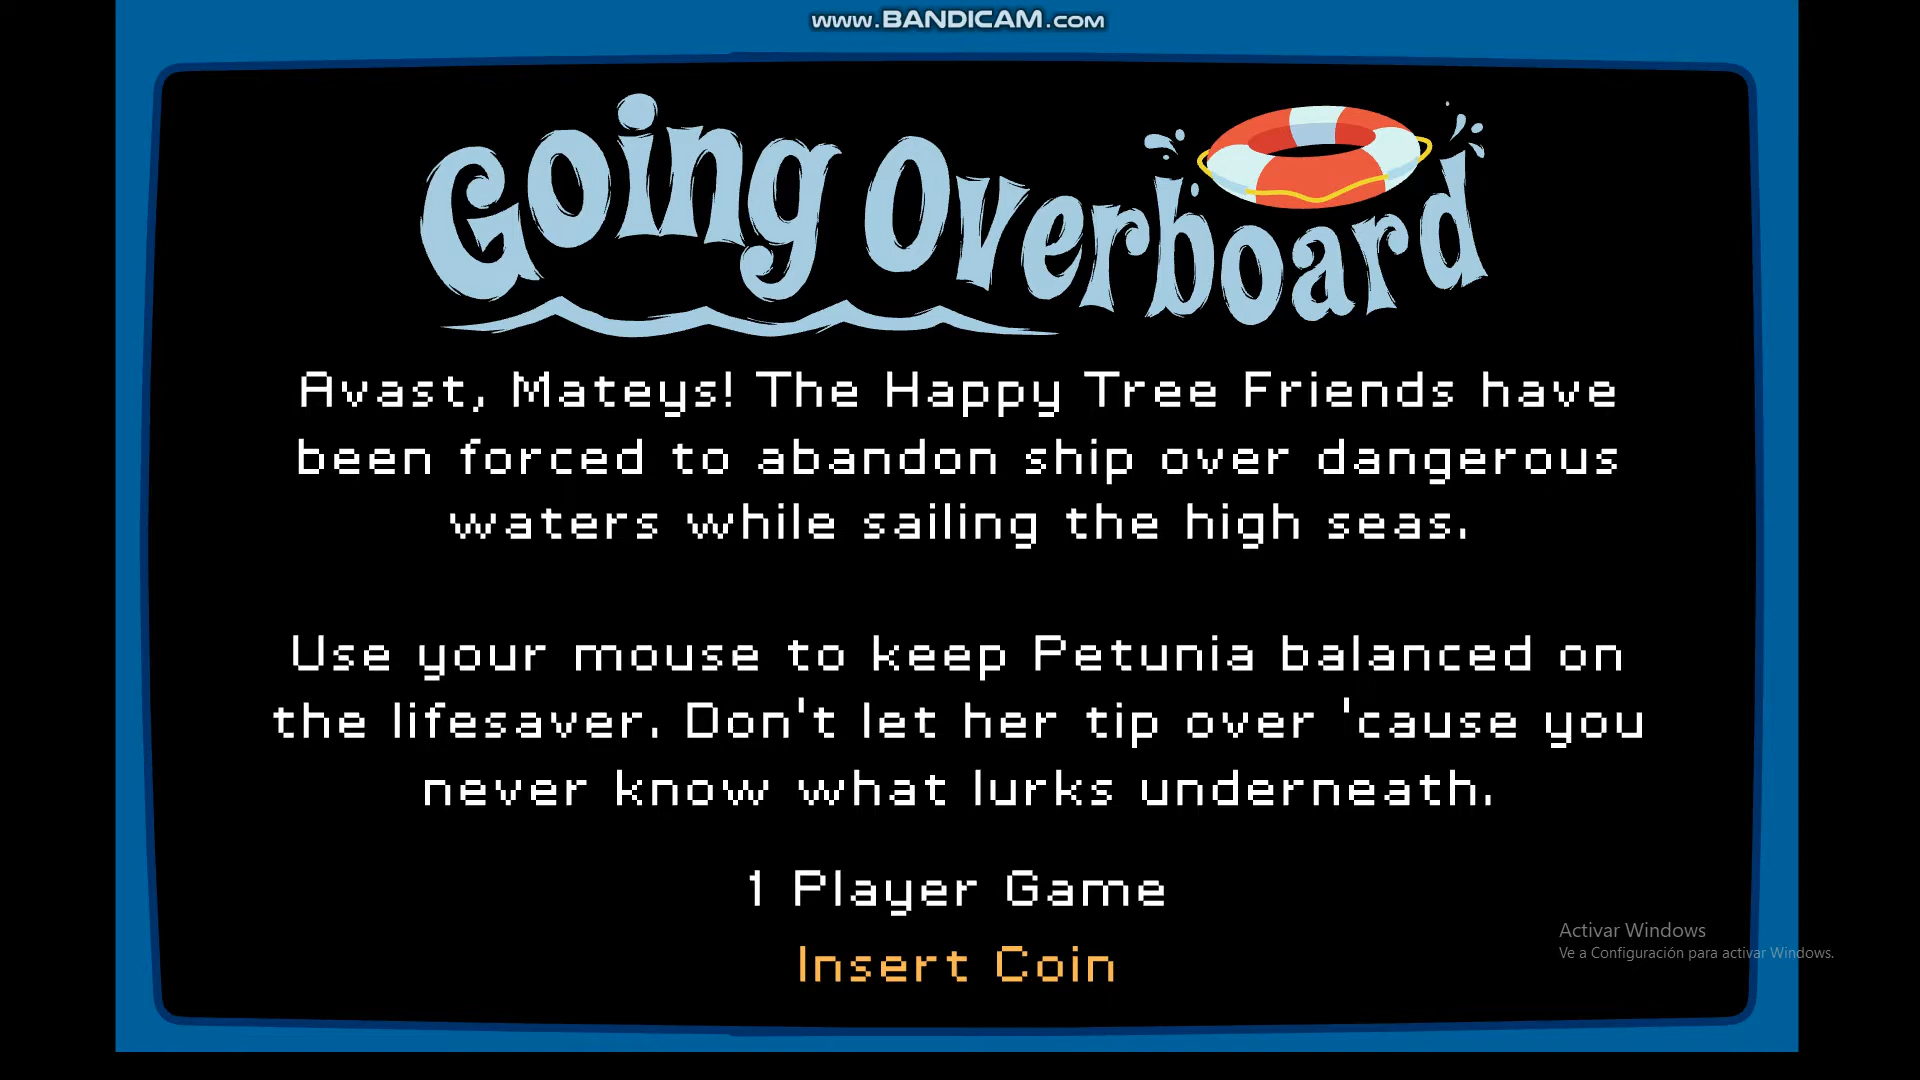 www.BANDICAM.com
Going Overboard
Avast, Mateys! The Happy Tree Friends have
been forced to abandon ship over dangerous
waters while sailing the high seas.
Use your mouse to keep Petunia balanced on
the lifesaver. Don't let her tip over 'cause you
never know what lurks underneath.
1 Player Game
Insert Coin
Activar Windows
Ve a Configuración para activar Windows.